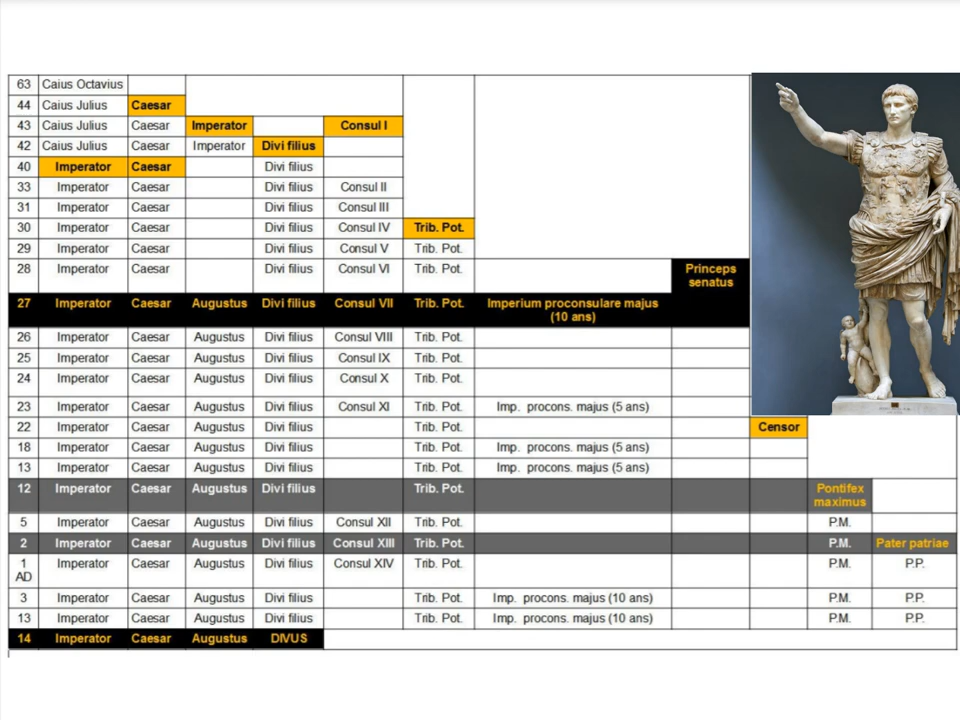 63 Caius Octavius
44 Caius Julius Caesar
43 Caius Julius Caesar Imperator Consul I
42 Caius Julius Caesar Imperator Divi filius
40 Imperator Caesar Divi filius
33 Imperator Caesar Divi filius Consul II
31 Imperator Caesar Divi filius Consul III
30 Imperator Caesar Divi filius Consul IV Trib. Pot.
29 Imperator Caesar Divi filius Consul V Trib. Pot.
28 Imperator Caesar Divi filius Consul VI Trib. Pot. Princeps
senatus
27 Imperator Caesar Augustus Divi filius Consul VII Trib. Pot. Imperium proconsulare majus
(10 ans)
26 Imperator Caesar Augustus Divi filius Consul VIII Trib. Pot.
25 Imperator Caesar Augustus Divi filius Consul IX Trib. Pot.
24 Imperator Caesar Augustus Divi filius Consul X Trib. Pot.
23 Imperator Caesar Augustus Divi filius Consul XI Trib. Pot. Imp. procons. majus (5 ans)
22 Imperator Caesar Augustus Divi filius Trib. Pot. Censor
18 Imperator Caesar Augustus Divi filius Trib. Pot. Imp. procons. majus (5 ans)
13 Imperator Caesar Augustus Divi filius Trib. Pot. Imp. procons. majus (5 ans)
12 Imperator Caesar Augustus Divi filius Trib. Pot. Pontifex
maximus
5 Imperator Caesar Augustus Divi filius Consul XII Trib. Pot. P.M.
2 Imperator Caesar Augustus Divi filius Consul XIII Trib. Pot. P.M. Pater patriae
1 Imperator Caesar Augustus Divi filius Consul XIV Trib. Pot. P.M. P.P.
AD
3 Imperator Caesar Augustus Divi filius Trib. Pot. Imp. procons. majus (10 ans) P.M. P.P.
13 Imperator Caesar Augustus Divi filius Trib. Pot. Imp. procons. majus (10 ans) P.M. P.P.
14 Imperator Caesar Augustus DIVUS